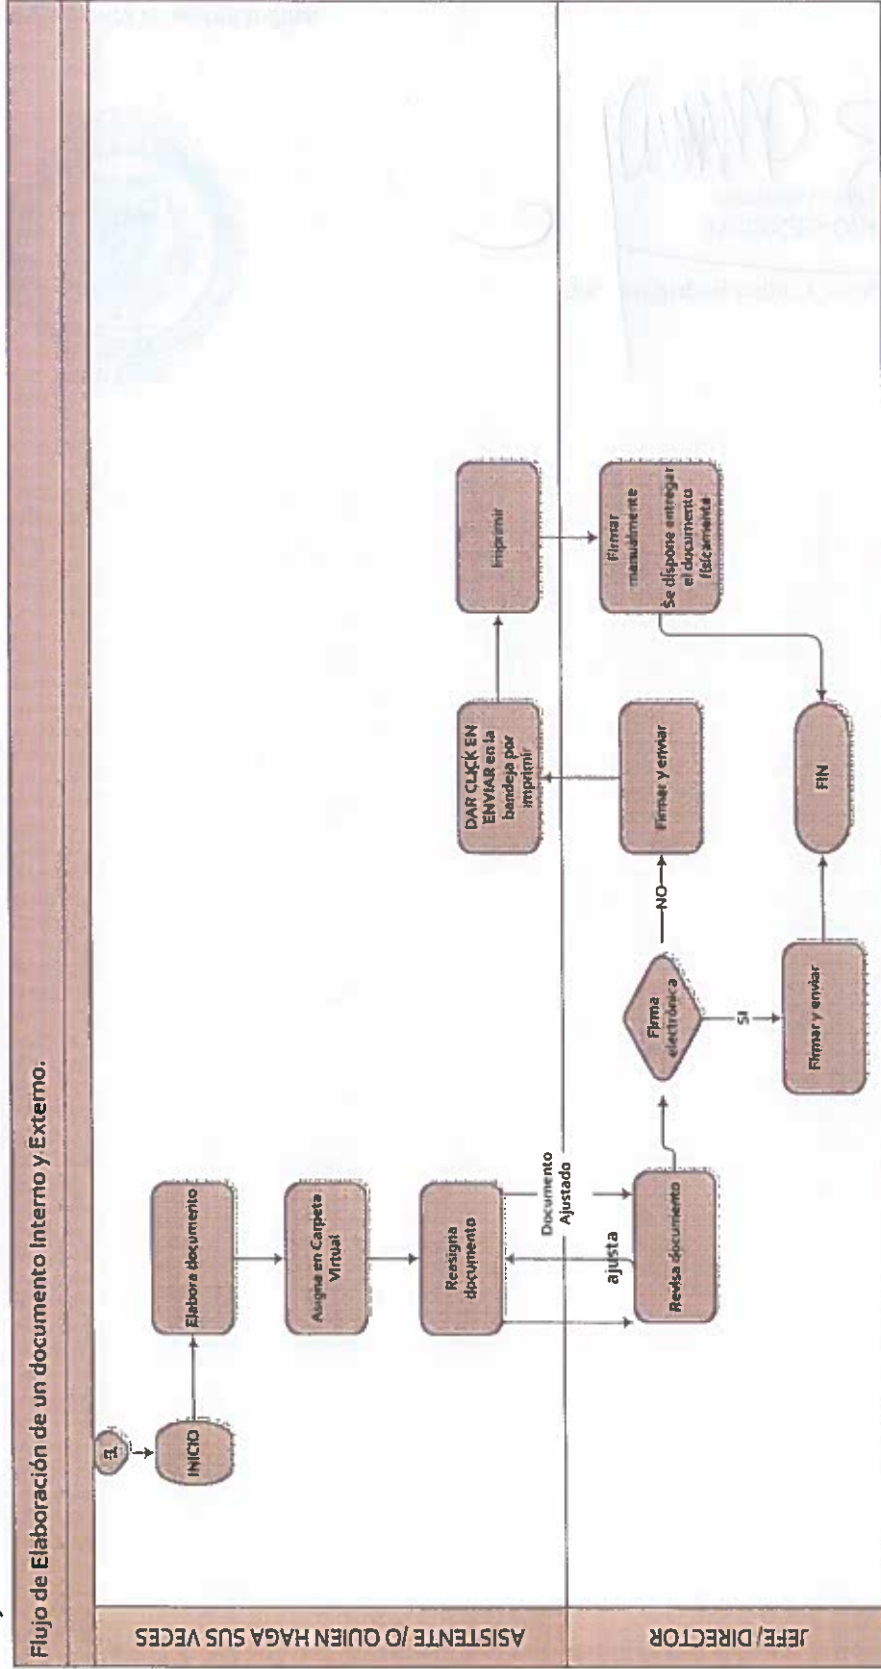 Flujo de Elaboración de un documento Interno y Externo.
ASISTENTE /O QUIEN HAGA SUS VECES
INICIO
Elabora documento
Asigna en Carpeta
Virtual
Reasigna
documento
Documento
Ajustado
ajusta
DAR CLICK EN
ENVIAR en la
bandeja por
imprimir
Imprimir
JEFE / DIRECTOR
Revisa documento
Firma
electrónica
NO
SI
Firmar y enviar
Firmar y enviar
Firmar
manualmente
Se dispone entregar
el documento
físicamente
FIN